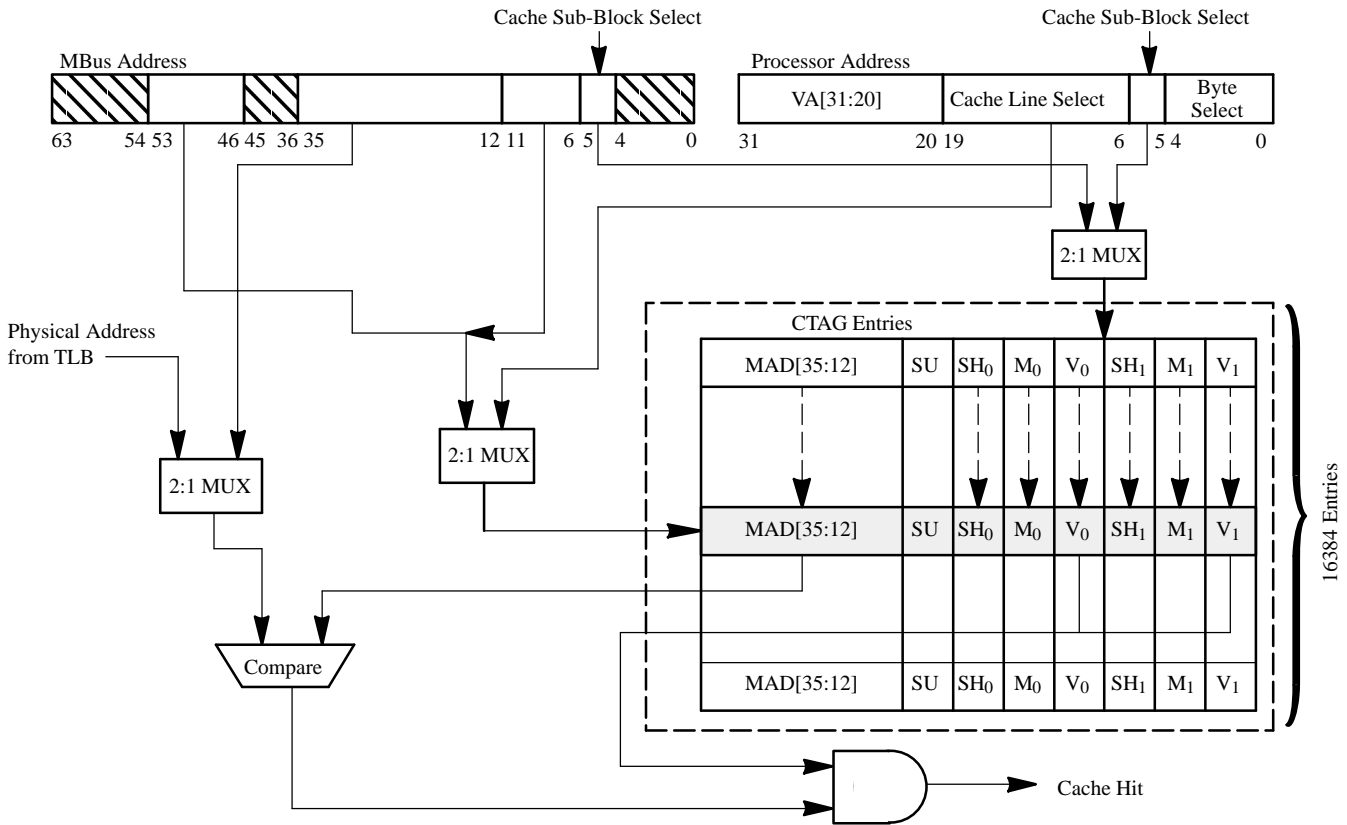 Cache Sub-Block Select Cache Sub-Block Select
MBus Address Processor Address
VA[31:20] Cache Line Select Byte Select
63 54 53 46 45 36 35 12 11 6 5 4 0 31 20 19 6 5 4 0
2:1 MUX
Physical Address
from TLB
CTAG Entries
MAD[35:12] SU SH0 M0 V0 SH1 M1 V1
2:1 MUX
2:1 MUX
MAD[35:12] SU SH0 M0 V0 SH1 M1 V1
16384 Entries
Compare
MAD[35:12] SU SH0 M0 V0 SH1 M1 V1
Cache Hit